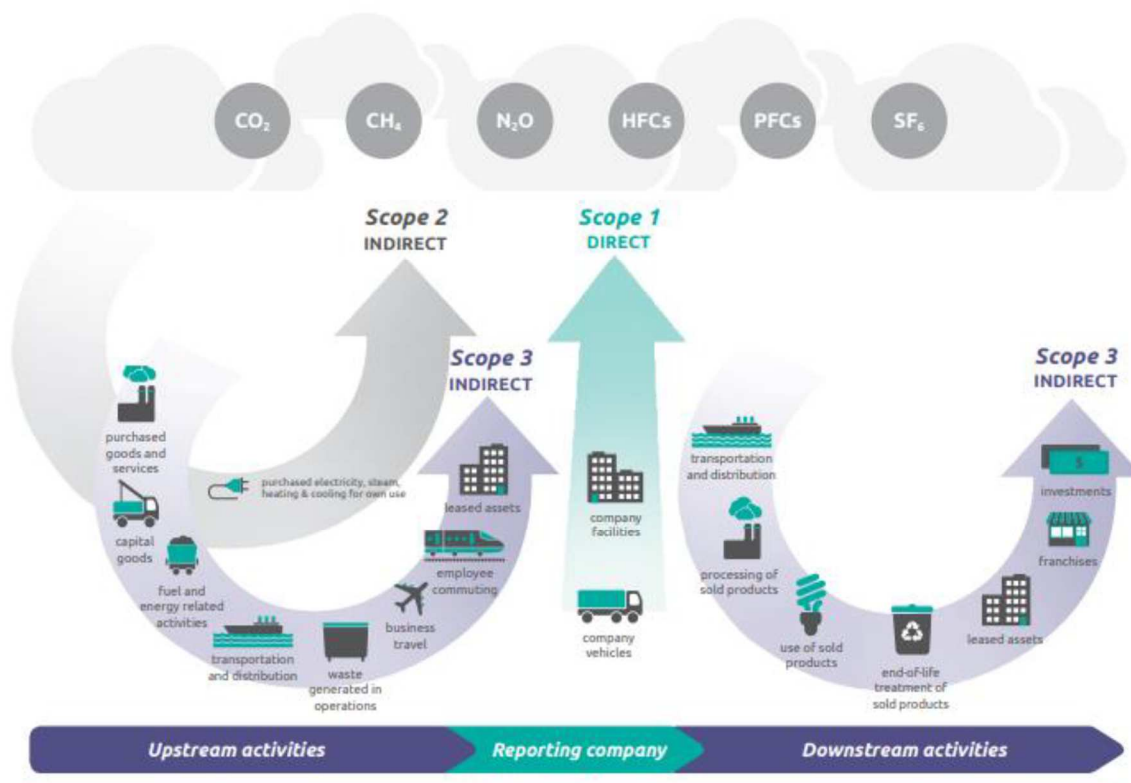 CO₂
CH₄
N₂O
HFCs
PFCs
SF₆
Scope 2
INDIRECT
Scope 1
DIRECT
Scope 3
INDIRECT
Scope 3
INDIRECT
purchased
goods and
services
capital
goods
fuel and
energy related
activities
purchased electricity, steam,
heating & cooling for own use
transportation
and distribution
waste
generated in
operations
business
travel
employee
commuting
leased assets
company
facilities
company
vehicles
transportation
and distribution
processing of
sold products
use of sold
products
end-of-life
treatment of
sold products
leased assets
franchises
investments
$
Upstream activities
Reporting company
Downstream activities